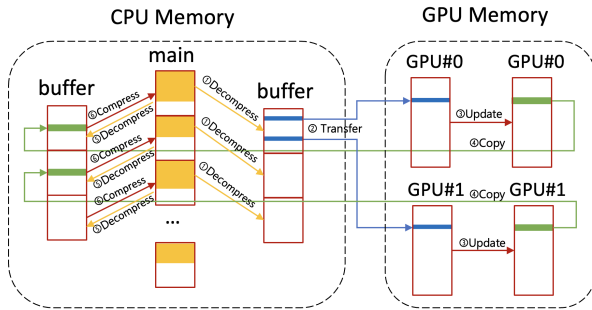 CPU Memory
GPU Memory
main
buffer
buffer
GPU#0
GPU#0
⑥Compress
⑤Decompress
⑥Compress
⑤Decompress
⑥Compress
⑤Decompress
①Decompress
①Decompress
①Decompress
② Transfer
③Update
④Copy
...
GPU#1
④Copy
GPU#1
③Update